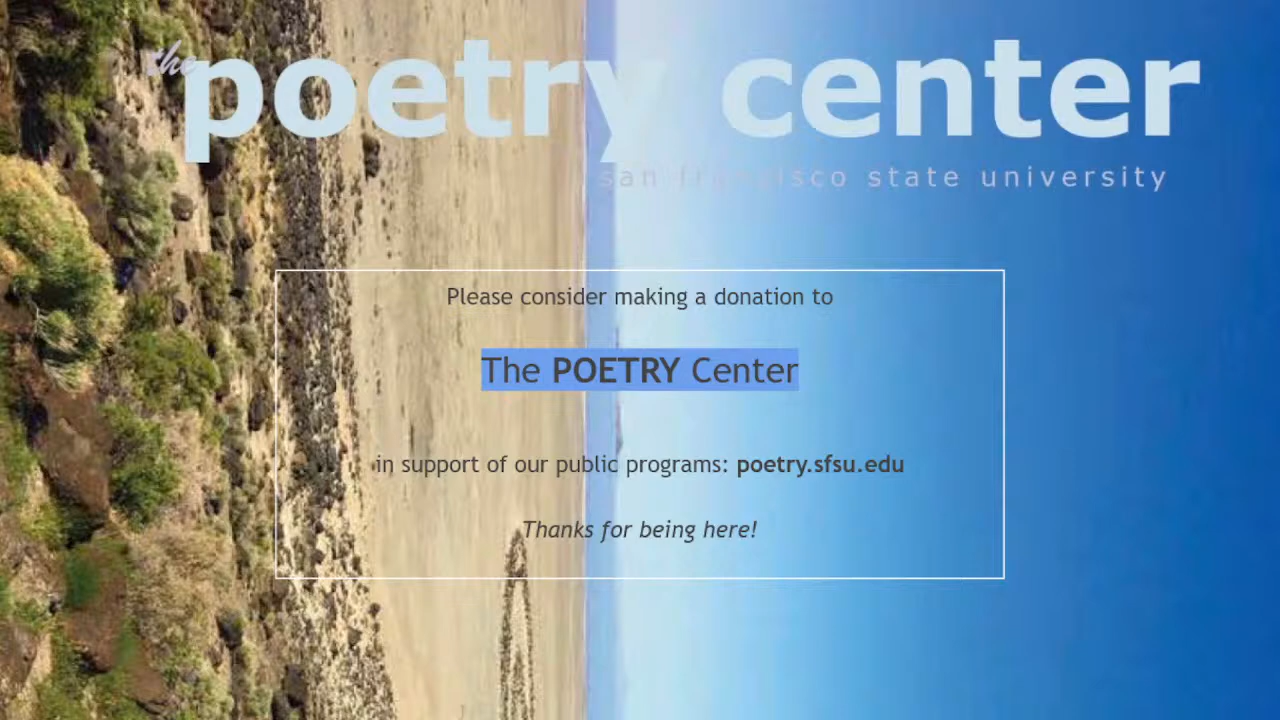 the
poetry center
san francisco state university
Please consider making a donation to
The POETRY Center
in support of our public programs: poetry.sfsu.edu
Thanks for being here!